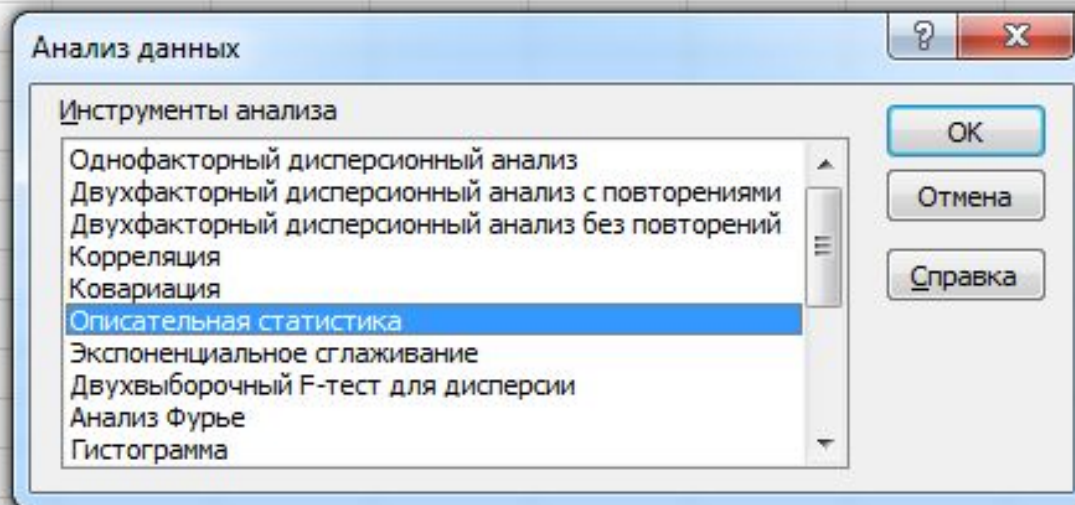 Анализ данных
Инструменты анализа
Однофакторный дисперсионный анализ
Двухфакторный дисперсионный анализ с повторениями
Двухфакторный дисперсионный анализ без повторений
Корреляция
Ковариация
Описательная статистика
Экспоненциальное сглаживание
Двухвыборочный F-тест для дисперсии
Анализ Фурье
Гистограмма
ОК
Отмена
Справка